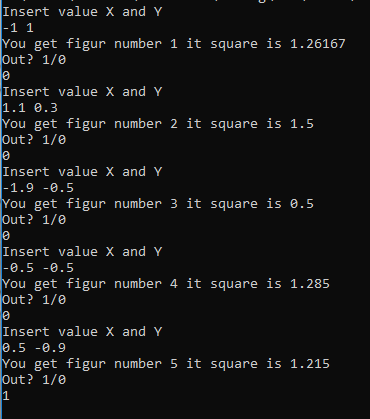 Insert value X and Y
-1 1
You get figur number 1 it square is 1.26167
Out? 1/0
0
Insert value X and Y
1.1 0.3
You get figur number 2 it square is 1.5
Out? 1/0
0
Insert value X and Y
-1.9 -0.5
You get figur number 3 it square is 0.5
Out? 1/0
0
Insert value X and Y
-0.5 -0.5
You get figur number 4 it square is 1.285
Out? 1/0
0
Insert value X and Y
0.5 -0.9
You get figur number 5 it square is 1.215
Out? 1/0
1